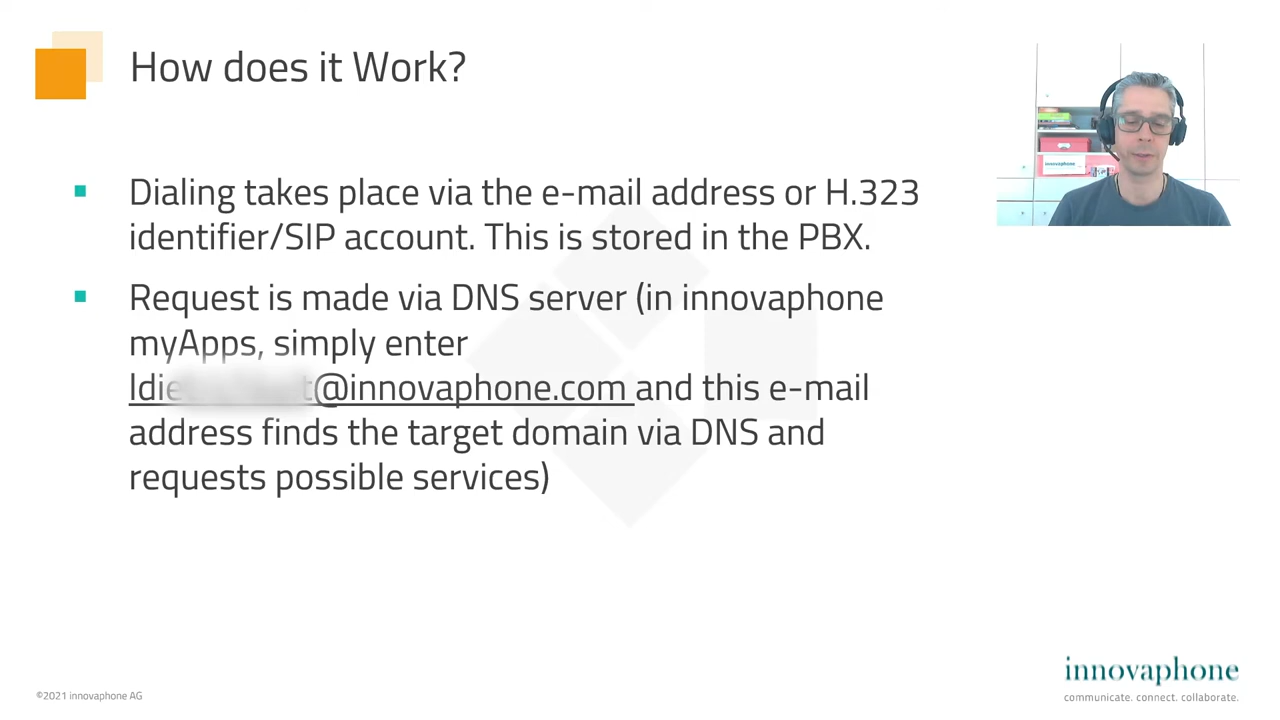 How does it Work?
Dialing takes place via the e-mail address or H.323
identifier/SIP account. This is stored in the PBX.
Request is made via DNS server (in innovaphone
myApps, simply enter
@innovaphone.com and this e-mail
address finds the target domain via DNS and
requests possible services)
©2021 innovaphone AG
innovaphone
communicate. connect. collaborate.